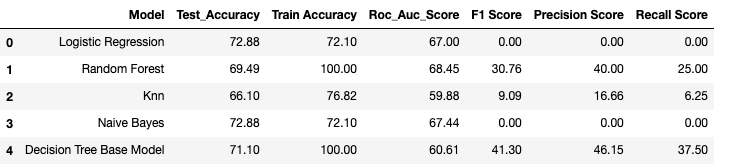 Model Test_Accuracy Train Accuracy Roc_Auc_Score F1 Score Precision Score Recall Score
0 Logistic Regression 72.88 72.10 67.00 0.00 0.00 0.00
1 Random Forest 69.49 100.00 68.45 30.76 40.00 25.00
2 Knn 66.10 76.82 59.88 9.09 16.66 6.25
3 Naive Bayes 72.88 72.10 67.44 0.00 0.00 0.00
4 Decision Tree Base Model 71.10 100.00 60.61 41.30 46.15 37.50